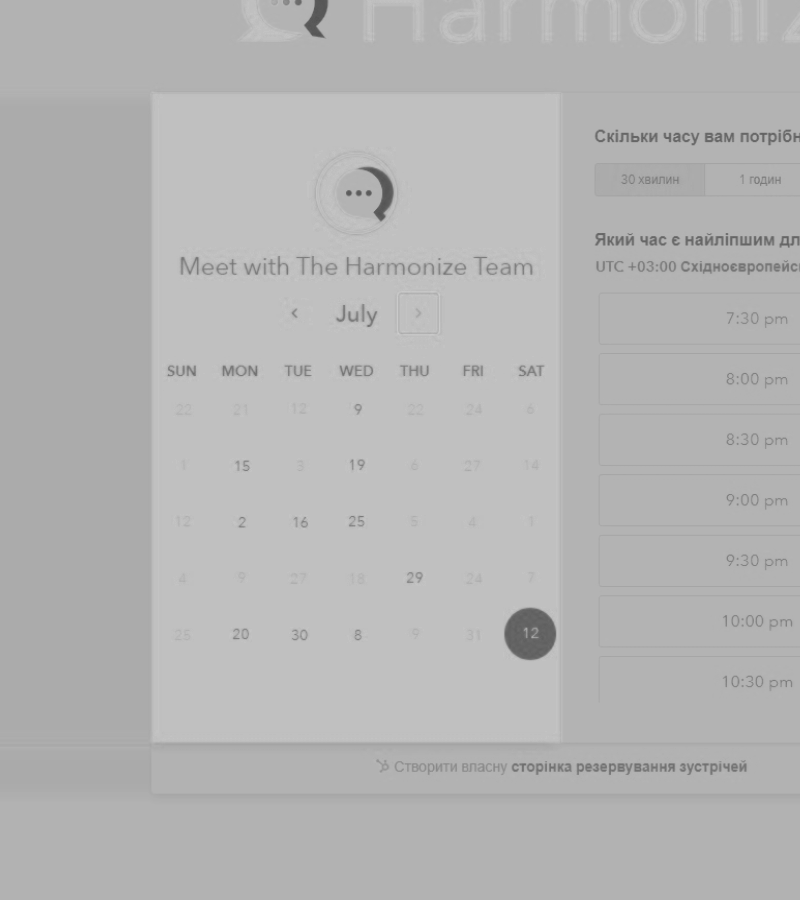 Harmoniz
Meet with The Harmonize Team
July
SUN MON TUE WED THU FRI SAT
22 21 12 9 22 24 6
1 15 3 19 6 27 14
12 2 16 25 5 4 1
4 9 27 18 29 24 7
28 20 30 8 9 31 12
Скільки часу вам потрібн
30 хвилин 1 годин
Який час є найліпшим дл
UTC +03:00 Східноєвропейсь
7:30 pm
8:00 pm
8:30 pm
9:00 pm
9:30 pm
10:00 pm
10:30 pm
Створити власну сторінка резервування зустрічей